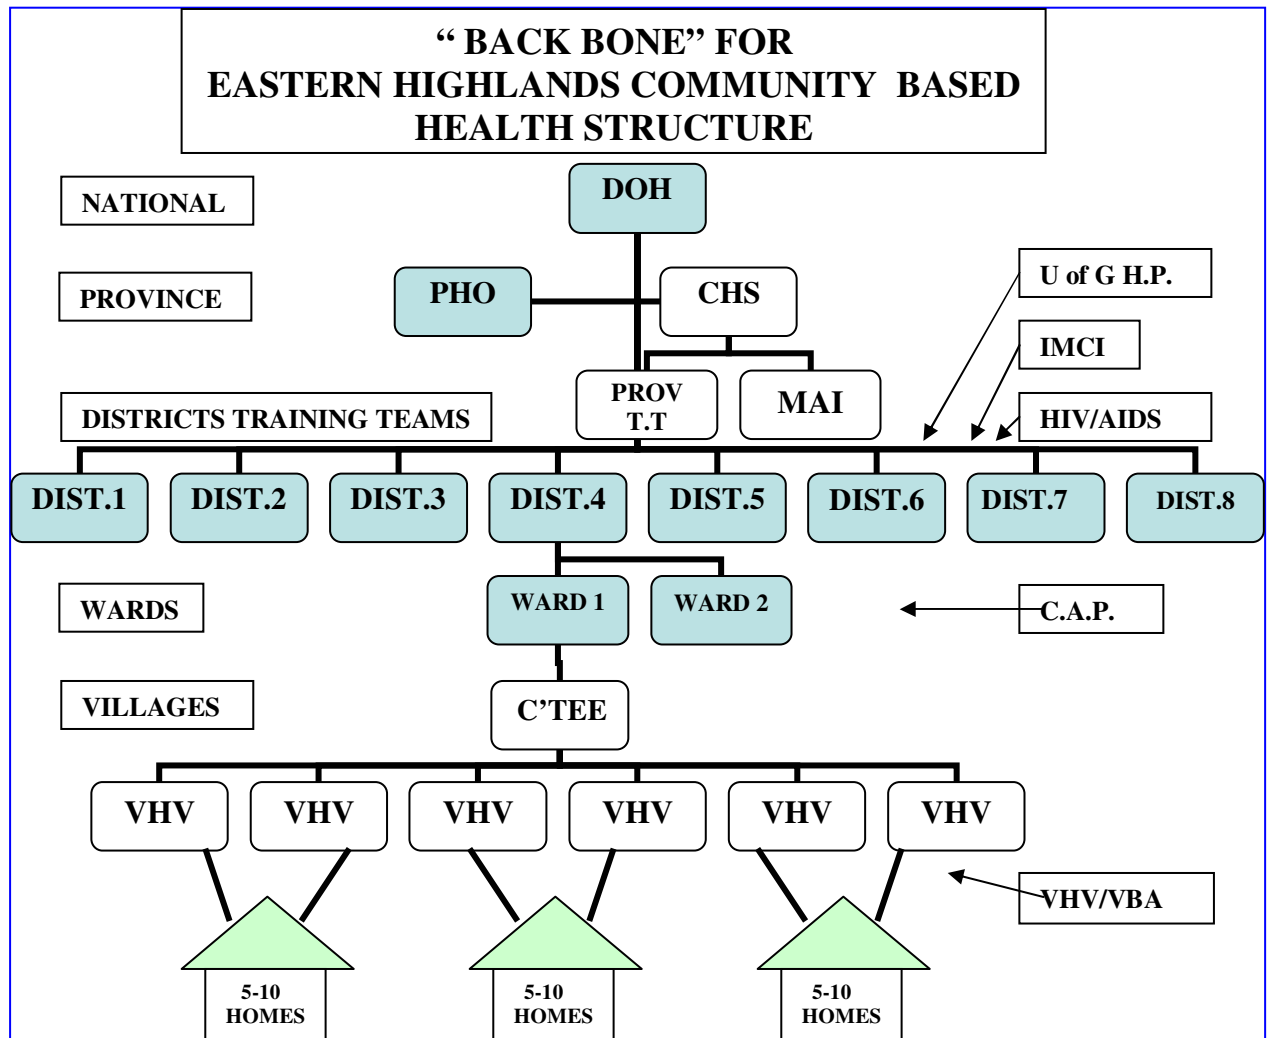 “ BACK BONE” FOR
EASTERN HIGHLANDS COMMUNITY BASED
HEALTH STRUCTURE
NATIONAL
DOH
PROVINCE
PHO
CHS
U of G H.P.
IMCI
DISTRICTS TRAINING TEAMS
PROV
T.T
MAI
HIV/AIDS
DIST.1
DIST.2
DIST.3
DIST.4
DIST.5
DIST.6
DIST.7
DIST.8
WARDS
WARD 1
WARD 2
C.A.P.
VILLAGES
C’TEE
VHV
VHV
VHV
VHV
VHV
VHV
VHV/VBA
5-10
HOMES
5-10
HOMES
5-10
HOMES